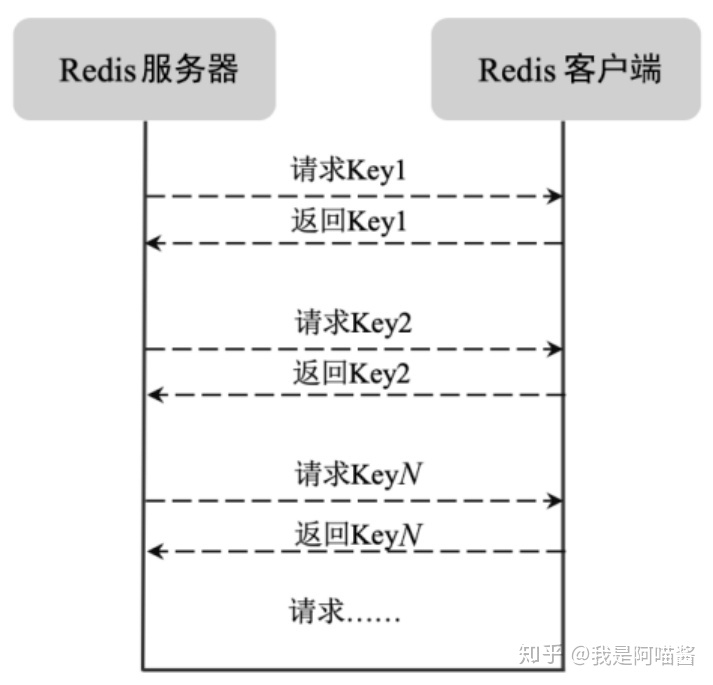 Redis服务器
Redis 客户端
请求Key1
返回Key1
请求Key2
返回Key2
请求KeyN
返回KeyN
请求……
知乎 @我是阿喵酱